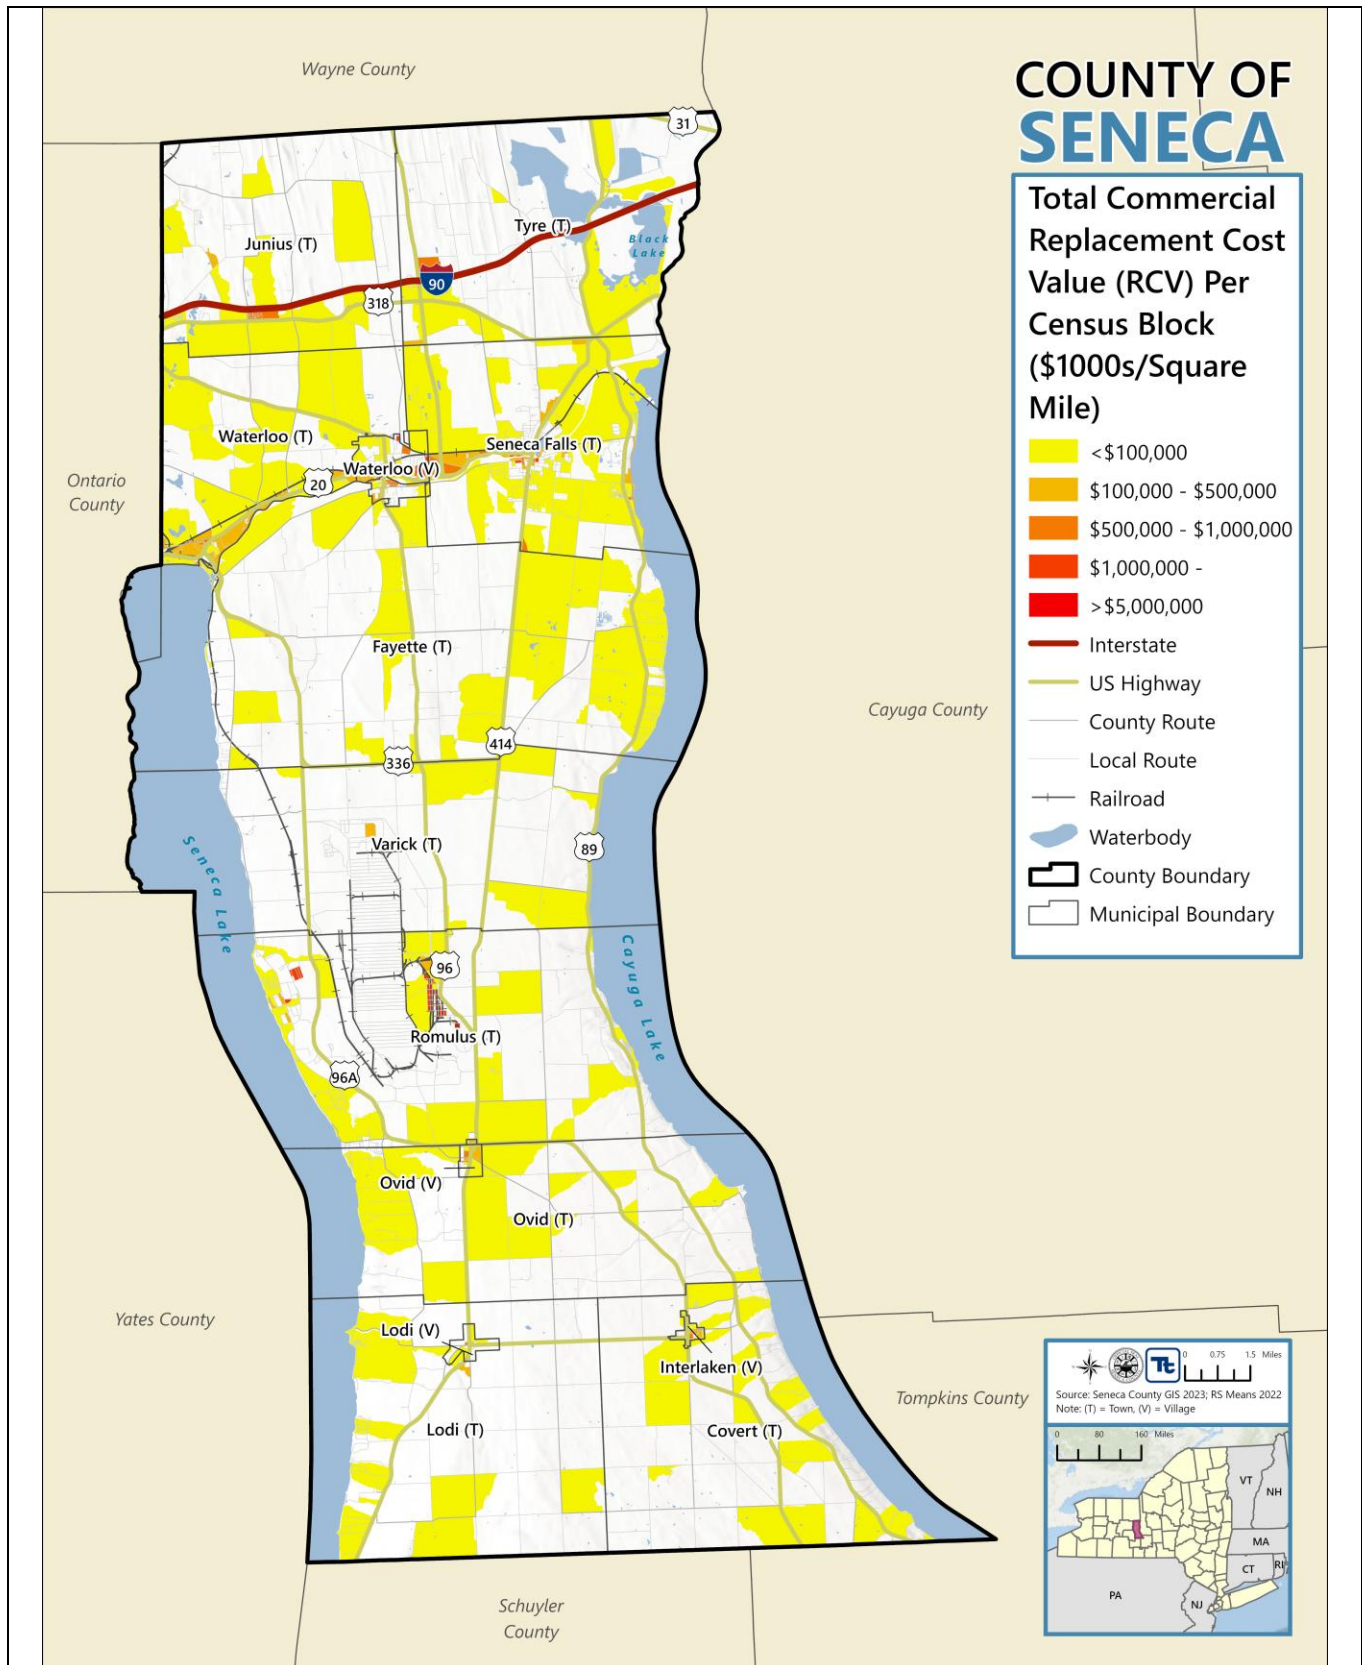 Wayne County
COUNTY OF
SENECA
Total Commercial
Replacement Cost
Value (RCV) Per
Census Block
($1000s/Square
Mile)
<$100,000
$100,000 - $500,000
$500,000 - $1,000,000
$1,000,000 -
>$5,000,000
Interstate
US Highway
County Route
Local Route
Railroad
Waterbody
County Boundary
Municipal Boundary
31
Tyre (T)
Junius (T)
Black
Lake
90
318
Waterloo (T)
Seneca Falls (T)
Waterloo (V)
20
Ontario
County
Fayette (T)
Cayuga County
414
336
Varick (T)
89
Seneca Lake
Cayuga Lake
96
Romulus (T)
96A
Ovid (V)
Ovid (T)
Yates County
Lodi (V)
Interlaken (V)
Tompkins County
Lodi (T)
Covert (T)
Schuyler
County
Tt
0 0.75 1.5 Miles
Source: Seneca County GIS 2023; RS Means 2022
Note: (T) = Town, (V) = Village
0 80 160 Miles
VT
NH
MA
CT
RI
PA
NJ